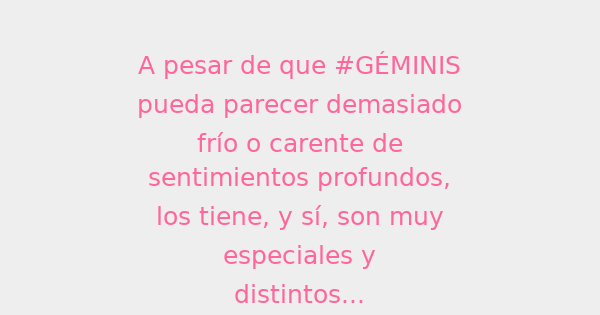 A pesar de que #GÉMINIS
pueda parecer demasiado
frío o carente de
sentimientos profundos,
los tiene, y sí, son muy
especiales y
distintos...